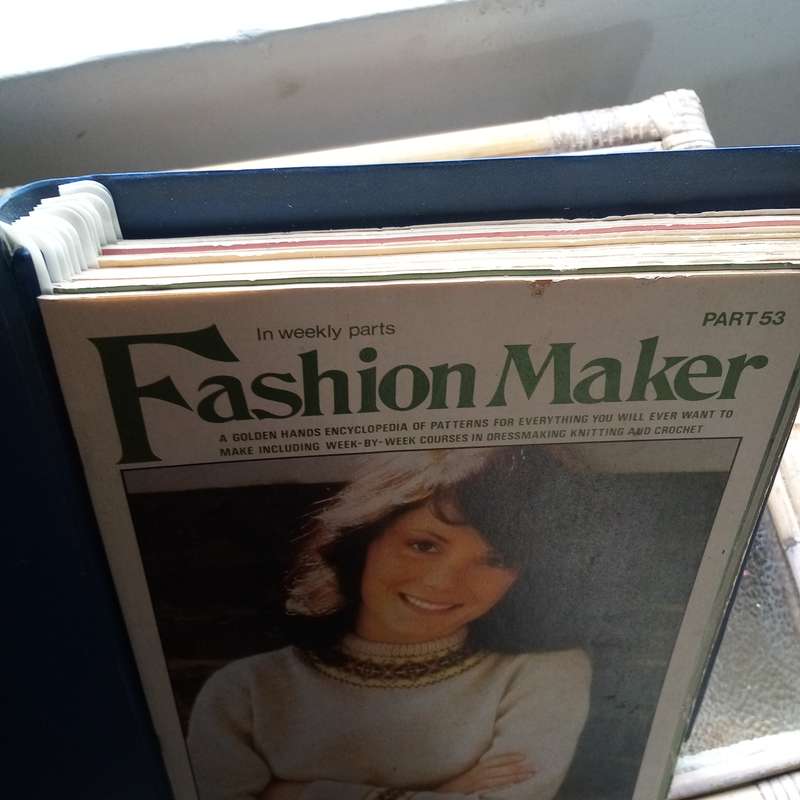 In weekly parts
PART 53
Fashion Maker
A GOLDEN HANDS ENCYCLOPEDIA OF PATTERNS FOR EVERYTHING YOU WILL EVER WANT TO
MAKE INCLUDING WEEK-BY-WEEK COURSES IN DRESSMAKING KNITTING AND CROCHET